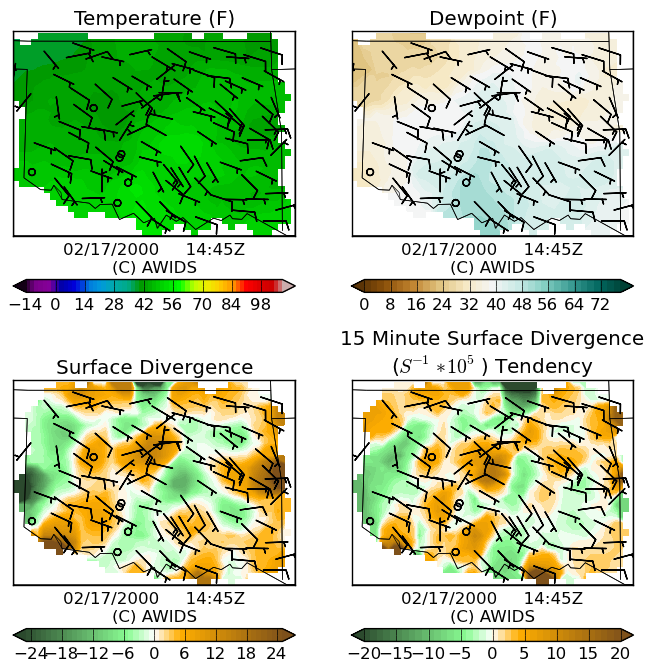 Temperature (F)
02/17/2000 14:45Z
(C) AWIDS
−14 0 14 28 42 56 70 84 98
Dewpoint (F)
02/17/2000 14:45Z
(C) AWIDS
0 8 16 24 32 40 48 56 64 72
Surface Divergence
02/17/2000 14:45Z
(C) AWIDS
−24 −18 −12 −6 0 6 12 18 24
15 Minute Surface Divergence
(S⁻¹ *10⁵ ) Tendency
02/17/2000 14:45Z
(C) AWIDS
−20 −15 −10 −5 0 5 10 15 20